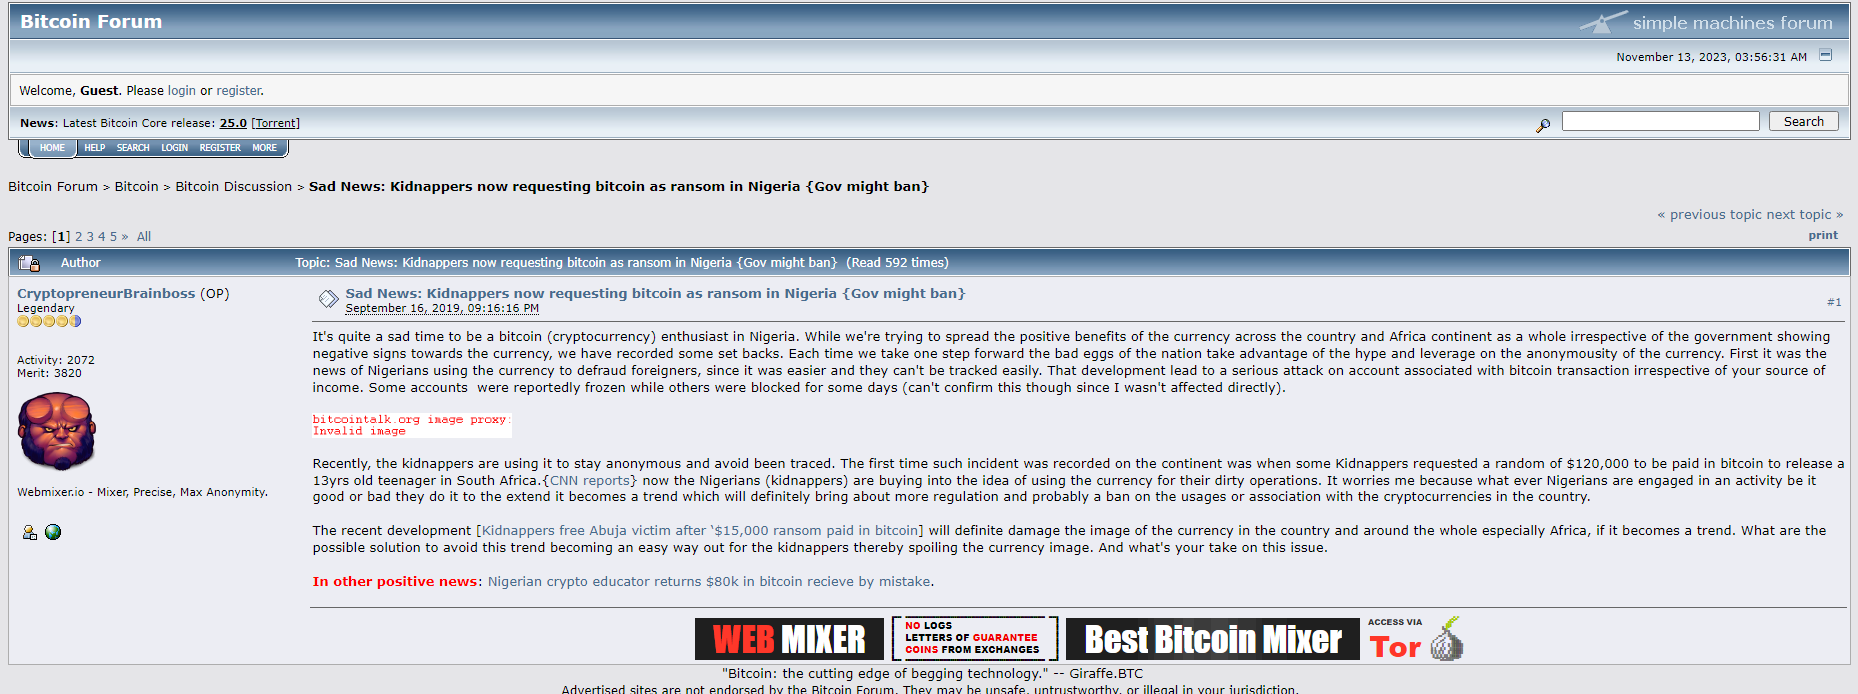 Bitcoin Forum
simple machines forum
November 13, 2023, 03:56:31 AM
Welcome, Guest. Please login or register.
News: Latest Bitcoin Core release: 25.0 [Torrent]
Search
HOME HELP SEARCH LOGIN REGISTER MORE
Bitcoin Forum > Bitcoin > Bitcoin Discussion > Sad News: Kidnappers now requesting bitcoin as ransom in Nigeria {Gov might ban}
« previous topic next topic »
Pages: [1] 2 3 4 5 » All
print
Author
Topic: Sad News: Kidnappers now requesting bitcoin as ransom in Nigeria {Gov might ban} (Read 592 times)
CryptopreneurBrainboss (OP)
Legendary
Activity: 2072
Merit: 3820
Webmixer.io - Mixer, Precise, Max Anonymity.
Sad News: Kidnappers now requesting bitcoin as ransom in Nigeria {Gov might ban}
September 16, 2019, 09:16:16 PM
#1
It's quite a sad time to be a bitcoin (cryptocurrency) enthusiast in Nigeria. While we're trying to spread the positive benefits of the currency across the country and Africa continent as a whole irrespective of the government showing
negative signs towards the currency, we have recorded some set backs. Each time we take one step forward the bad eggs of the nation take advantage of the hype and leverage on the anonymousity of the currency. First it was the
news of Nigerians using the currency to defraud foreigners, since it was easier and they can't be tracked easily. That development lead to a serious attack on account associated with bitcoin transaction irrespective of your source of
income. Some accounts were reportedly frozen while others were blocked for some days (can't confirm this though since I wasn't affected directly).
bitcointalk.org image proxy:
Invalid image
Recently, the kidnappers are using it to stay anonymous and avoid been traced. The first time such incident was recorded on the continent was when some Kidnappers requested a random of $120,000 to be paid in bitcoin to release a
13yrs old teenager in South Africa.{CNN reports} now the Nigerians (kidnappers) are buying into the idea of using the currency for their dirty operations. It worries me because what ever Nigerians are engaged in an activity be it
good or bad they do it to the extend it becomes a trend which will definitely bring about more regulation and probably a ban on the usages or association with the cryptocurrencies in the country.
The recent development [Kidnappers free Abuja victim after ‘$15,000 ransom paid in bitcoin] will definite damage the image of the currency in the country and around the whole especially Africa, if it becomes a trend. What are the
possible solution to avoid this trend becoming an easy way out for the kidnappers thereby spoiling the currency image. And what's your take on this issue.
In other positive news: Nigerian crypto educator returns $80k in bitcoin recieve by mistake.
WEB MIXER
NO LOGS
LETTERS OF GUARANTEE
COINS FROM EXCHANGES
Best Bitcoin Mixer
ACCESS VIA
Tor
"Bitcoin: the cutting edge of begging technology." -- Giraffe.BTC
Advertised sites are not endorsed by the Bitcoin Forum. They may be unsafe, untrustworthy, or illegal in your jurisdiction.